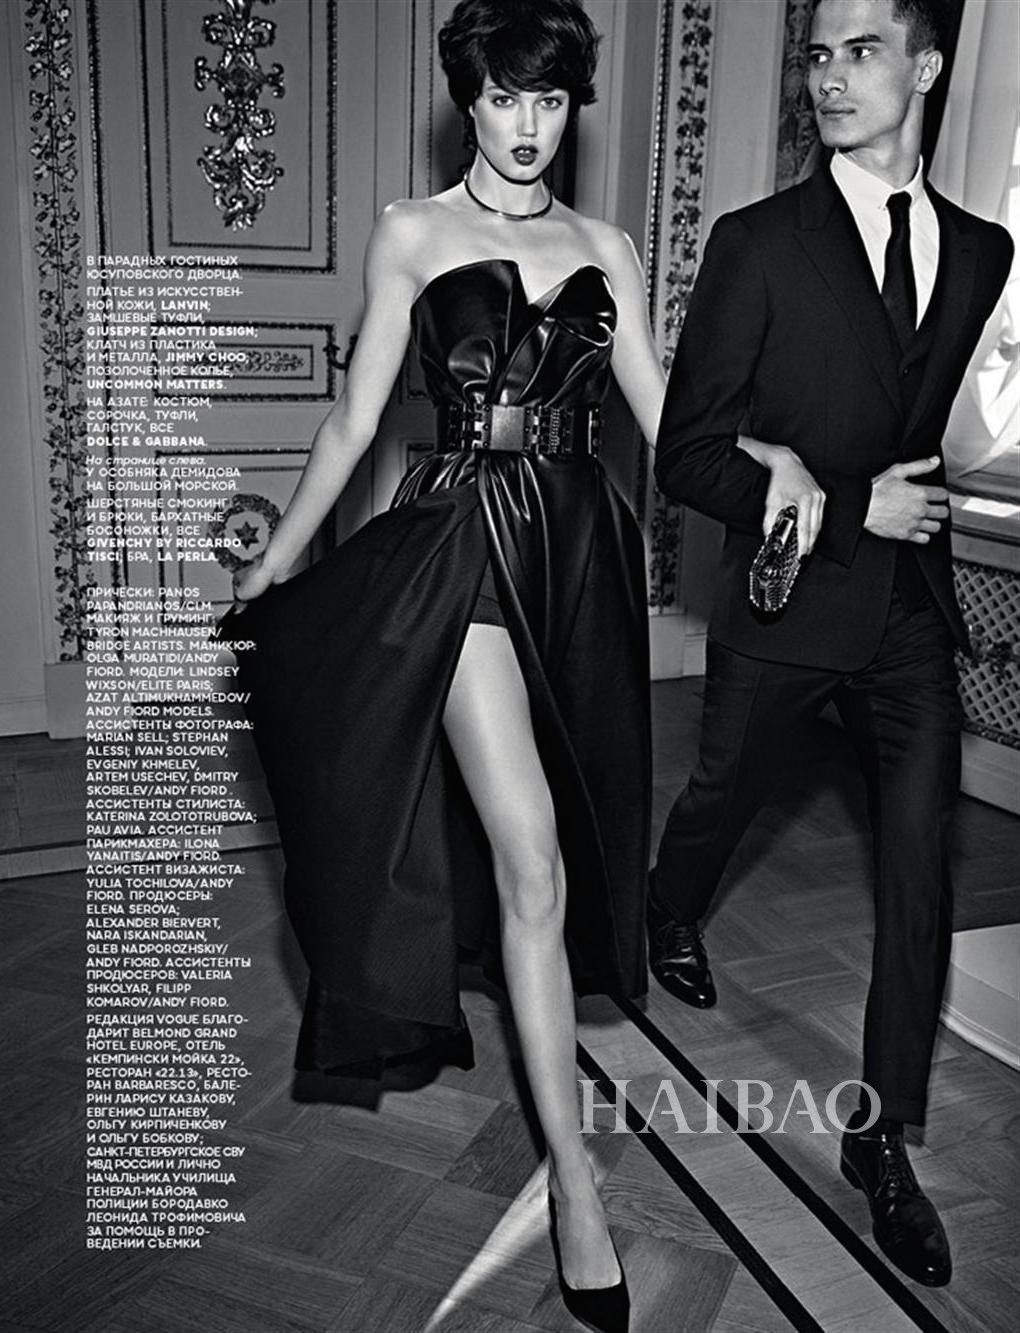 В ПАРАДНЫХ ГОСТИНЫХ
ЮСУПОВСКОГО ДВОРЦА.
ПЛАТЬЕ ИЗ ИСКУССТВЕН-
НОЙ КОЖИ, LANVIN;
ЗАМШЕВЫЕ ТУФЛИ,
GIUSEPPE ZANOTTI DESIGN;
КЛАТЧ ИЗ ПЛАСТИКА
И МЕТАЛЛА, JIMMY CHOO;
ПОЗОЛОЧЕННОЕ КОЛЬЕ,
UNCOMMON MATTERS.
НА АЗАТЕ: КОСТЮМ,
СОРОЧКА, ТУФЛИ,
ГАЛСТУК, ВСЕ
DOLCE & GABBANA.
На странице слева.
У ОСОБНЯКА ДЕМИДОВА
НА БОЛЬШОЙ МОРСКОЙ.
ШЕРСТЯНЫЕ СМОКИНГ
И БРЮКИ, БАРХАТНЫЕ
БОСОНОЖКИ, ВСЕ
GIVENCHY BY RICCARDO
TISCI; БРА, LA PERLA.
ПРИЧЕСКИ: PANOS
PAPANDRIANOS/CLM.
МАКИЯЖ И ГРУМИНГ:
TYRON MACHHAUSEN/
BRIDGE ARTISTS. МАНИКЮР:
OLGA MURATIDI/ANDY
FIORD. МОДЕЛИ: LINDSEY
WIXSON/ELITE PARIS;
AZAT ALTIMUKHAMMEDOV/
ANDY FIORD MODELS.
АССИСТЕНТЫ ФОТОГРАФА:
MARIAN SELL; STEPHAN
ALESSI; IVAN SOLOVIEV,
EVGENIY KHMELEV,
ARTEM USECHEV, DMITRY
SKOBELEV/ANDY FIORD .
АССИСТЕНТЫ СТИЛИСТА:
KATERINA ZOLOTOTRUBOVA;
PAU AVIA. АССИСТЕНТ
ПАРИКМАХЕРА: ILONA
YANAITIS/ANDY FIORD.
АССИСТЕНТ ВИЗАЖИСТА:
YULIA TOCHILOVA/ANDY
FIORD. ПРОДЮСЕРЫ:
ELENA SEROVA;
ALEXANDER BIERVERT,
NARA ISKANDARIAN,
GLEB NADPOROZHSKIY/
ANDY FIORD. АССИСТЕНТЫ
ПРОДЮСЕРОВ: VALERIA
SHKOLYAR, FILIPP
KOMAROV/ANDY FIORD.
РЕДАКЦИЯ VOGUE БЛАГО-
ДАРИТ BELMOND GRAND
HOTEL EUROPE, ОТЕЛЬ
«КЕМПИНСКИ МОЙКА 22»,
РЕСТОРАН «22.13», РЕСТО-
РАН BARBARESCO, БАЛЕ-
РИН ЛАРИСУ КАЗАКОВУ,
ЕВГЕНИЮ ШТАНЕВУ,
ОЛЬГУ КИРПИЧЕНКОВУ
И ОЛЬГУ БОБКОВУ;
САНКТ-ПЕТЕРБУРГСКОЕ СВУ
МВД РОССИИ И ЛИЧНО
НАЧАЛЬНИКА УЧИЛИЩА
ГЕНЕРАЛ-МАЙОРА
ПОЛИЦИИ БОРОДАВКО
ЛЕОНИДА ТРОФИМОВИЧА
ЗА ПОМОЩЬ В ПРО-
ВЕДЕНИИ СЪЕМКИ.
HAIBAO